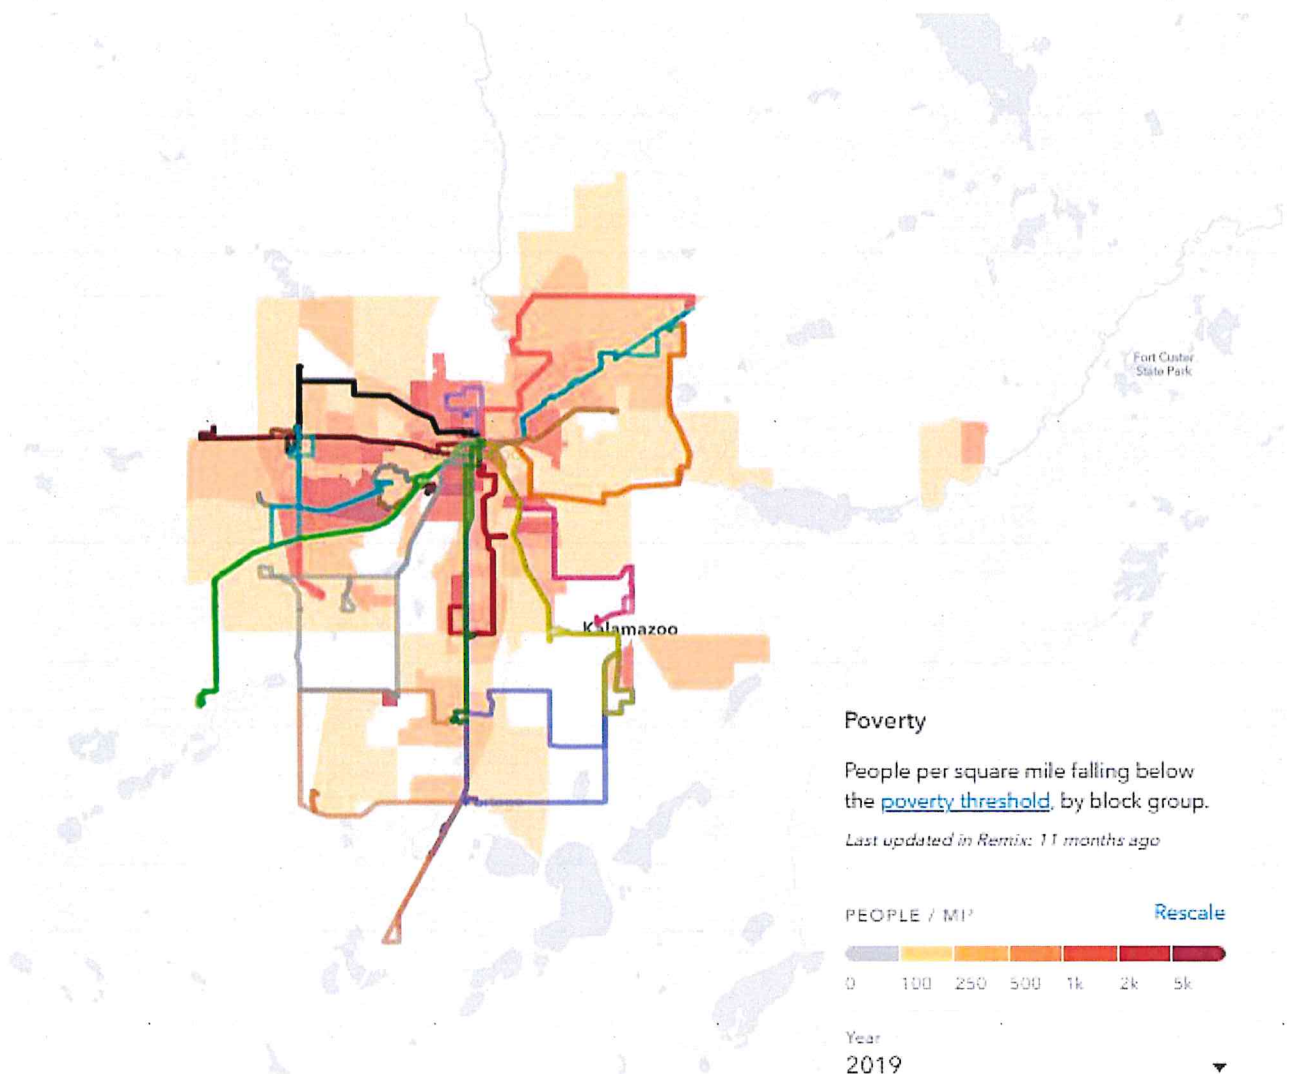 Fort Custer
State Park
Kalamazoo
Poverty
People per square mile falling below
the poverty threshold, by block group.
Last updated in Remix: 11 months ago
PEOPLE / MI² Rescale
0 100 250 500 1k 2k 5k
Year
2019